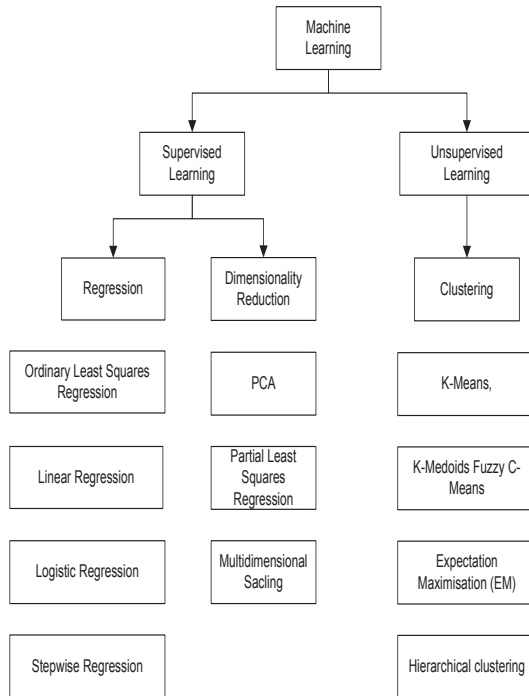 Machine
Learning
Supervised
Learning
Unsupervised
Learning
Regression
Dimensionality
Reduction
Clustering
Ordinary Least Squares
Regression
PCA
K-Means,
Linear Regression
Partial Least
Squares
Regression
K-Medoids Fuzzy C-
Means
Logistic Regression
Multidimensional
Sacling
Expectation
Maximisation (EM)
Stepwise Regression
Hierarchical clustering